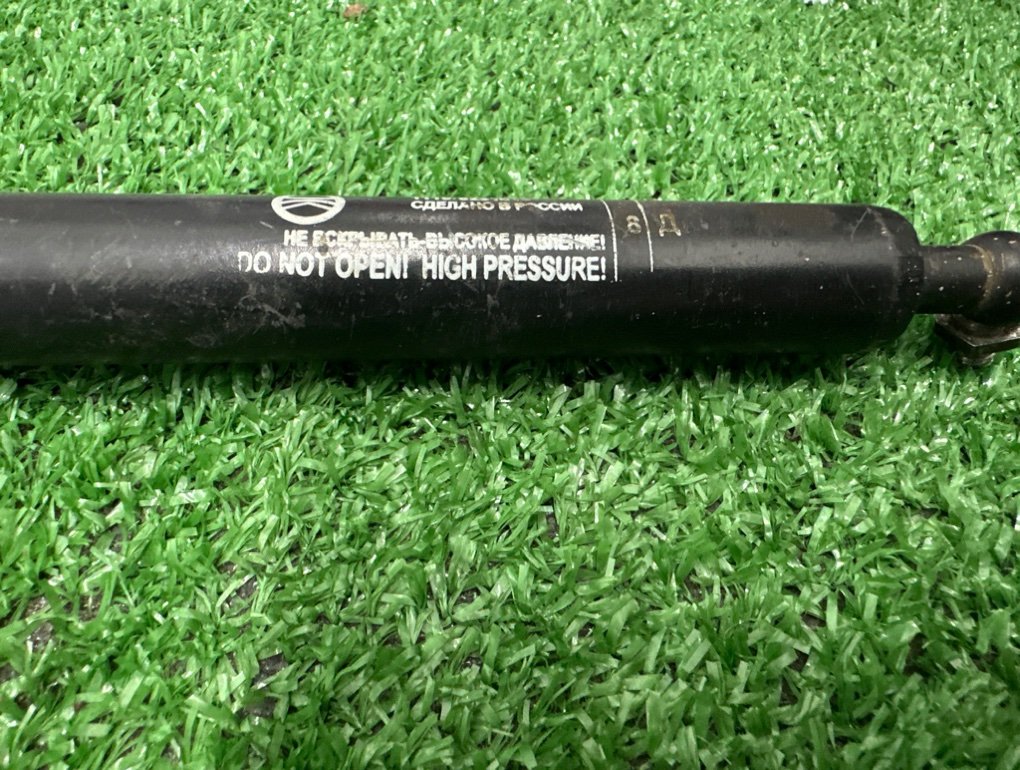 СДЕЛАНО В РОССИИ
8 Д
НЕ ВСКРЫВАТЬ-ВЫСОКОЕ ДАВЛЕНИЕ!
DO NOT OPEN! HIGH PRESSURE!